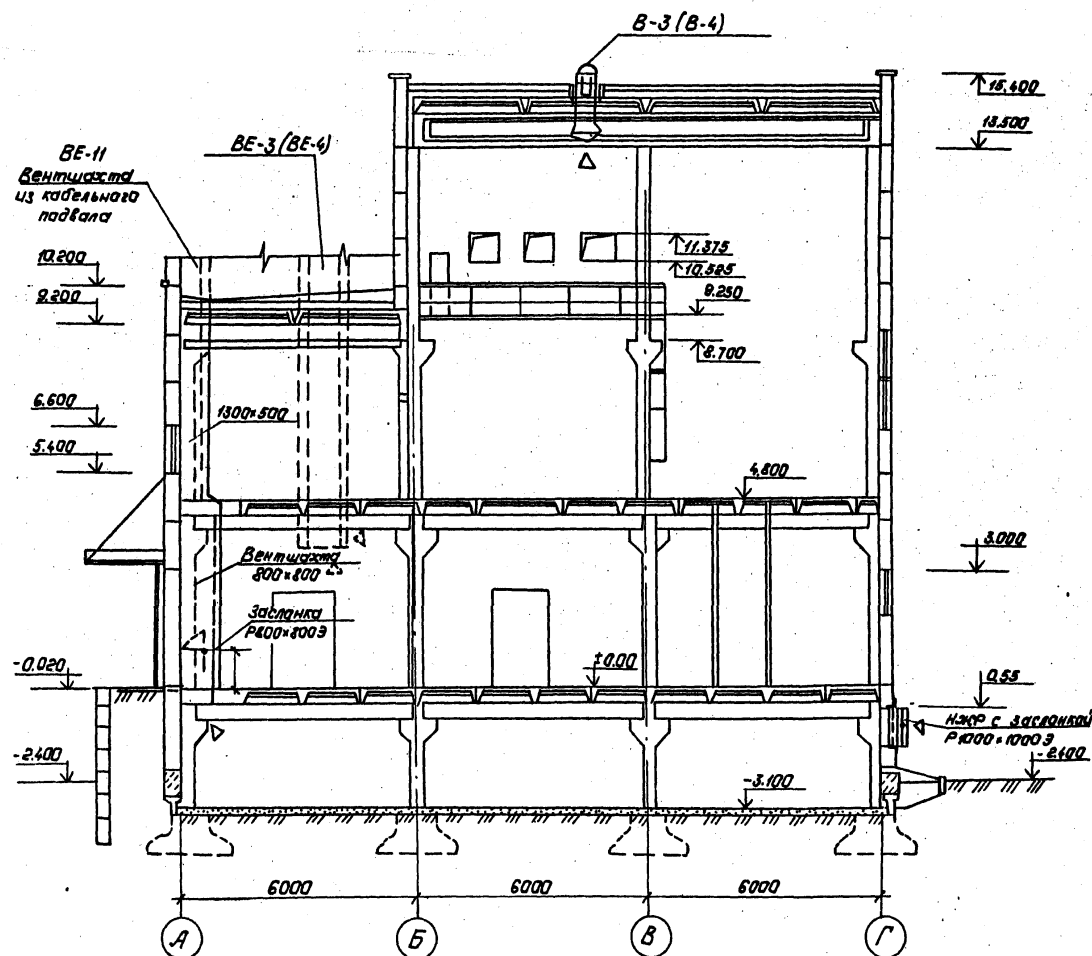 В-3 (В-4)
15.400
13.500
ВЕ-11
Вентшахта
из кабельного
подвала
ВЕ-3 (ВЕ-4)
10.200
9.200
11.375
10.525
9.250
8.700
6.600
5.400
1300×500
4.800
3.000
Вентшахта
800×800
Заслонка
Р800×800Э
-0.020
±0.00
0.55
НЖР с заслонкой
Р1000×1000Э
-2.400
-2.400
-3.100
6000
6000
6000
А
Б
В
Г